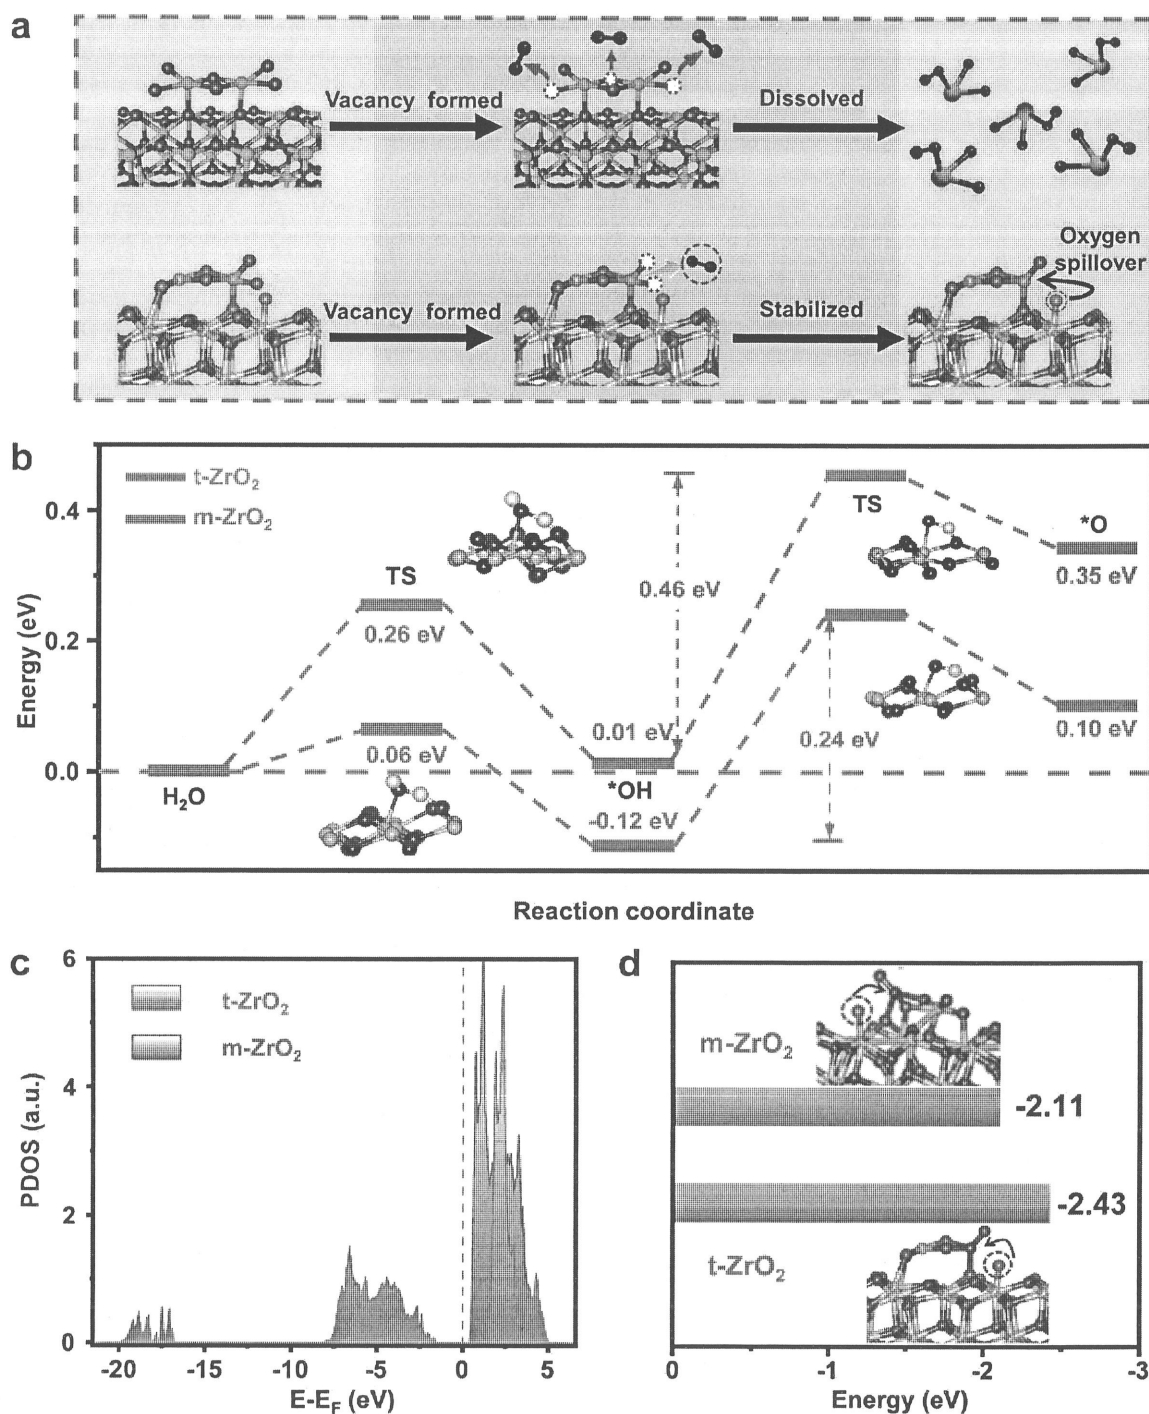 a
Vacancy formed
Dissolved
Oxygen
spillover
Vacancy formed
Stabilized
b
t-ZrO₂
m-ZrO₂
0.4
0.2
0.0
Energy (eV)
TS
0.26 eV
0.06 eV
H₂O
0.46 eV
0.01 eV
*OH
-0.12 eV
TS
*O
0.35 eV
0.24 eV
0.10 eV
Reaction coordinate
c
6
4
2
0
PDOS (a.u.)
t-ZrO₂
m-ZrO₂
-20 -15 -10 -5 0 5
E-E_F (eV)
d
m-ZrO₂
-2.11
-2.43
t-ZrO₂
0 -1 -2 -3
Energy (eV)